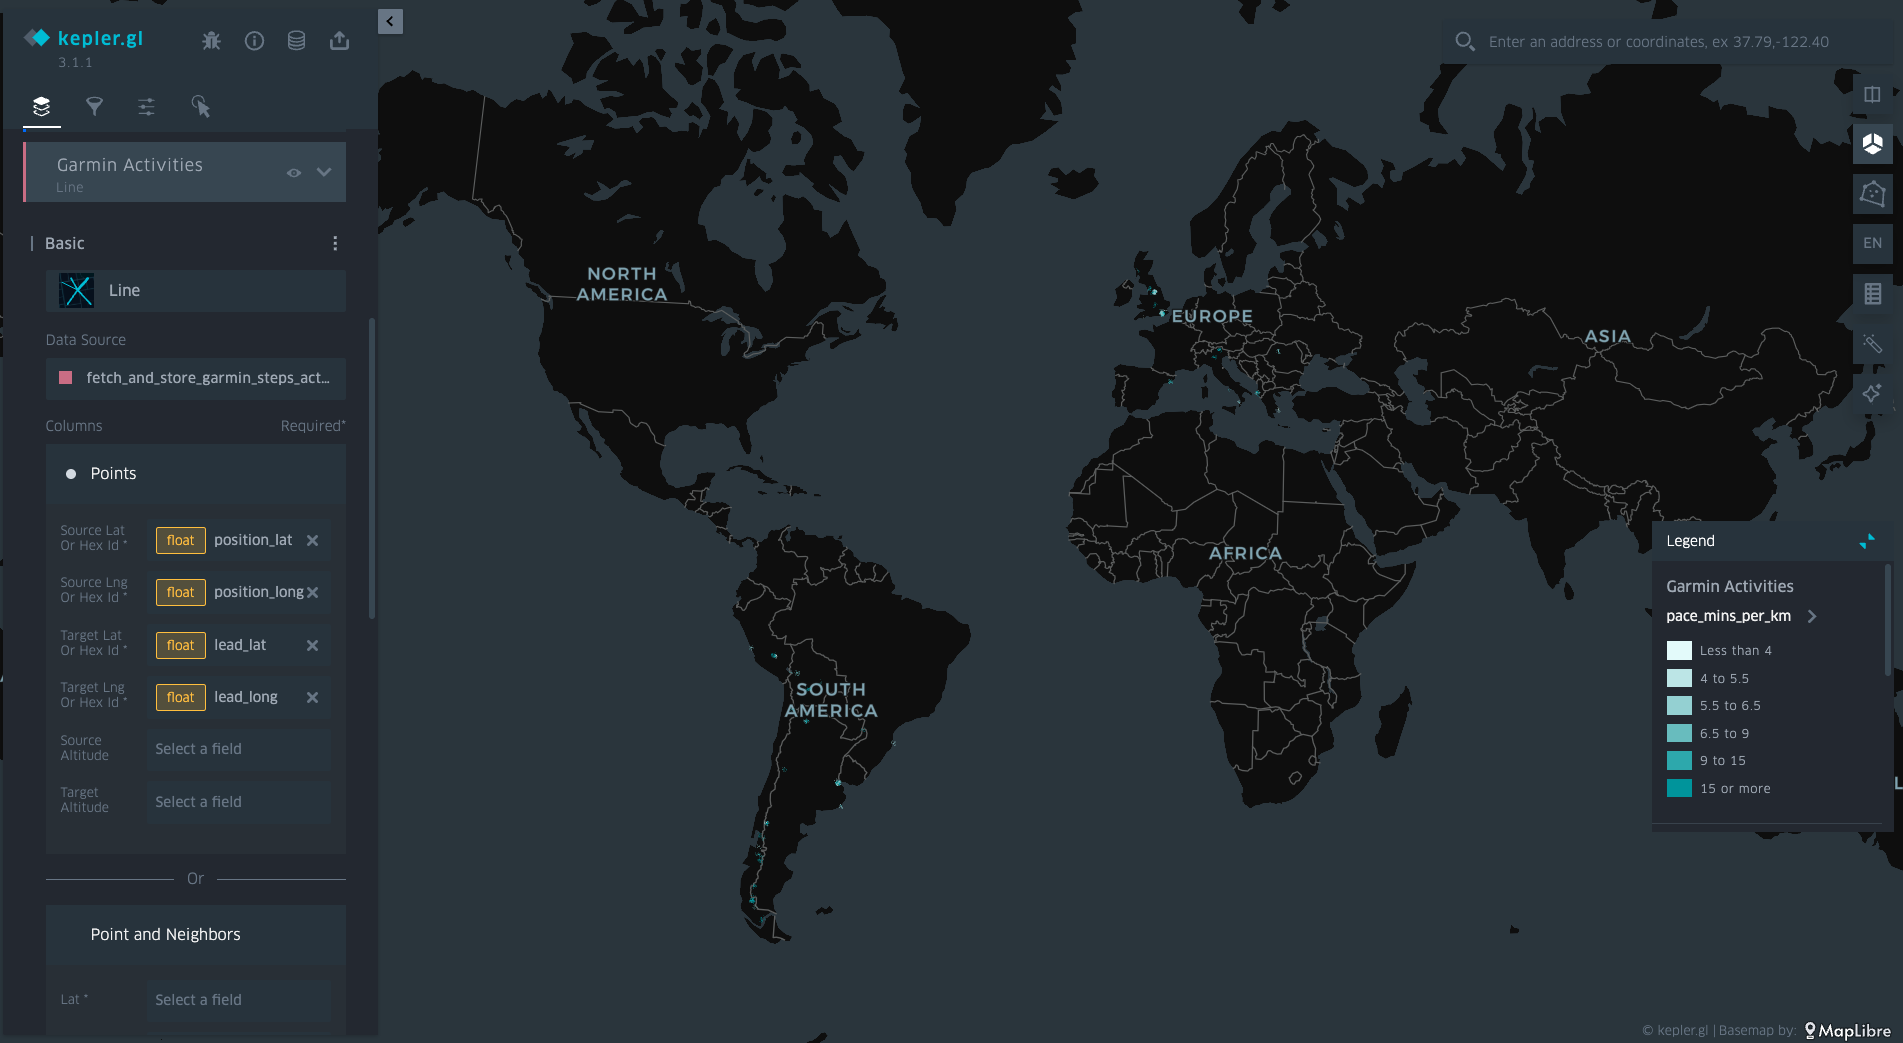 kepler.gl
3.1.1
Garmin Activities
Line
Basic
Line
Data Source
fetch_and_store_garmin_steps_act...
Columns Required*
Points
Source Lat
Or Hex Id *
float position_lat
Source Lng
Or Hex Id *
float position_long
Target Lat
Or Hex Id *
float lead_lat
Target Lng
Or Hex Id *
float lead_long
Source
Altitude
Select a field
Target
Altitude
Select a field
Or
Point and Neighbors
Lat * Select a field
Enter an address or coordinates, ex 37.79,-122.40
EN
NORTH
AMERICA
EUROPE
ASIA
AFRICA
SOUTH
AMERICA
Legend
Garmin Activities
pace_mins_per_km
Less than 4
4 to 5.5
5.5 to 6.5
6.5 to 9
9 to 15
15 or more
© kepler.gl | Basemap by: MapLibre